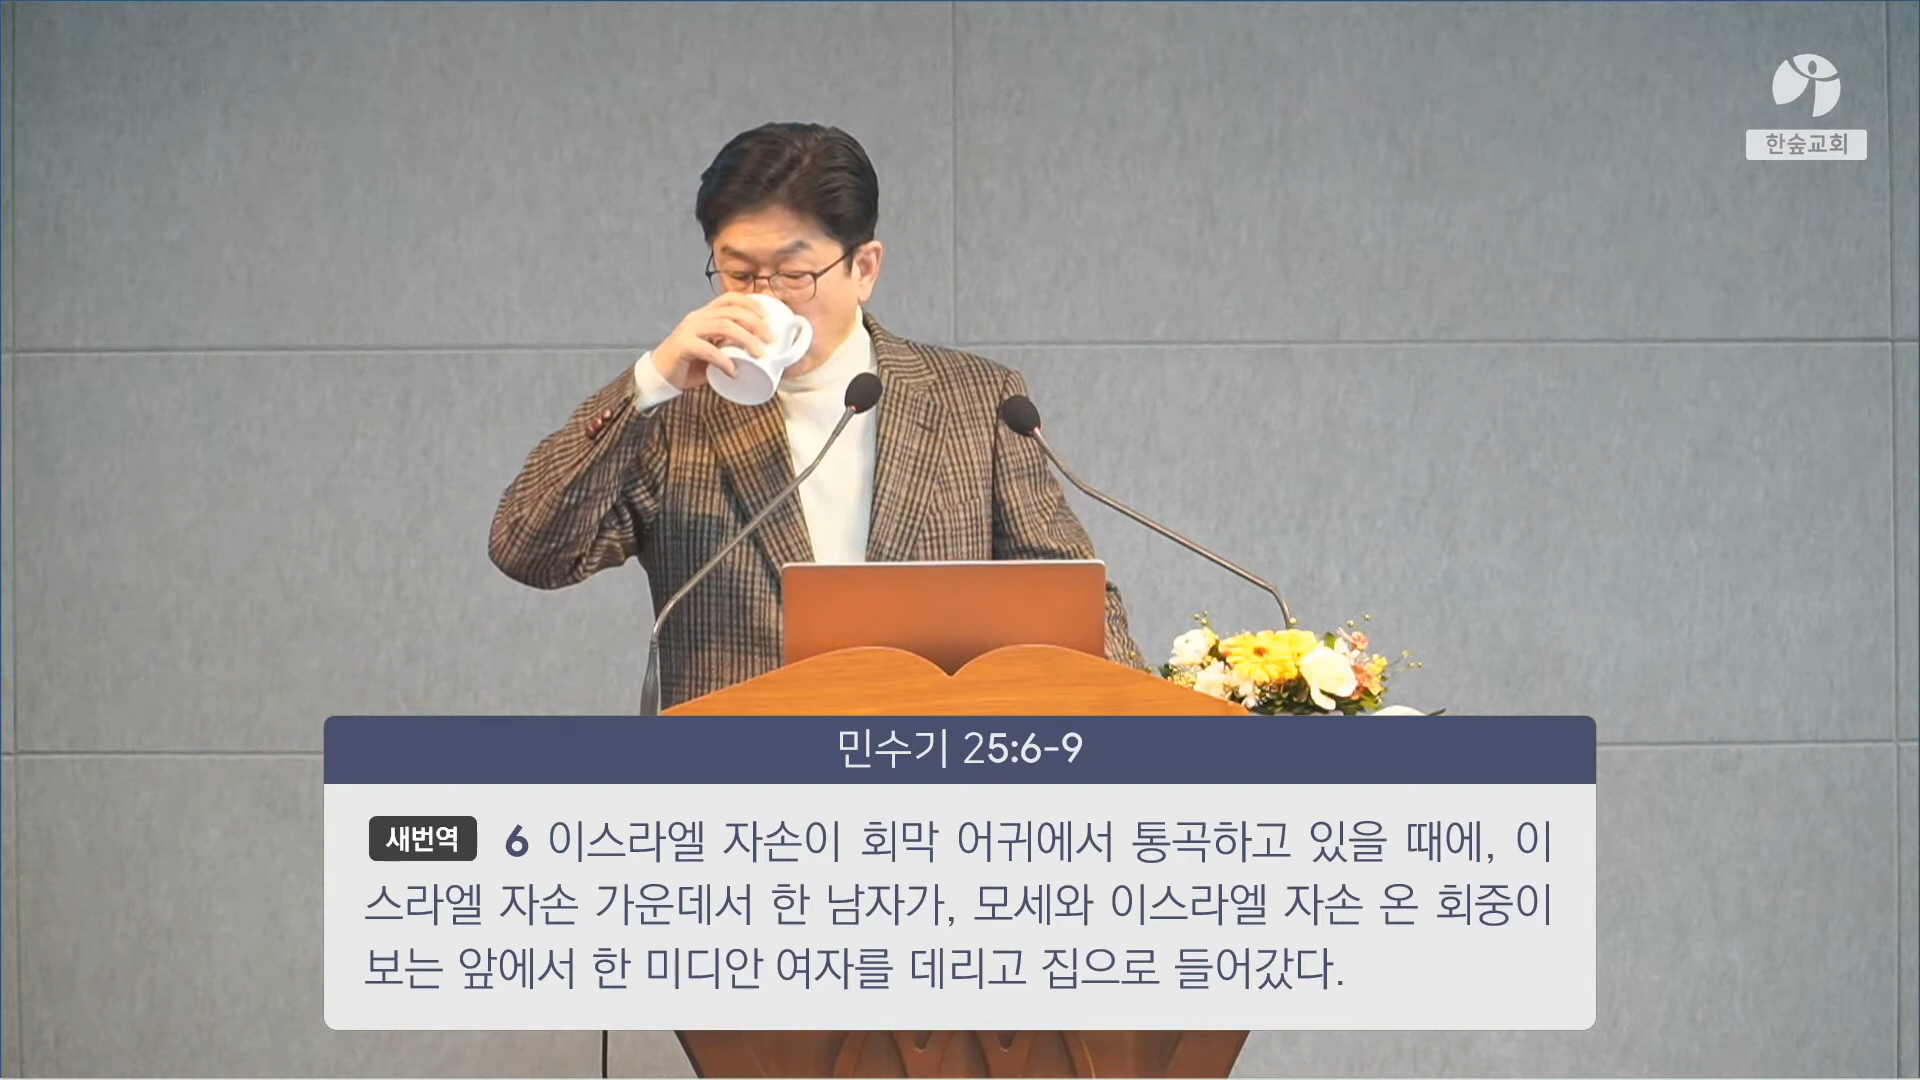 한숲교회
민수기 25:6-9
새번역 6 이스라엘 자손이 회막 어귀에서 통곡하고 있을 때에, 이
스라엘 자손 가운데서 한 남자가, 모세와 이스라엘 자손 온 회중이
보는 앞에서 한 미디안 여자를 데리고 집으로 들어갔다.